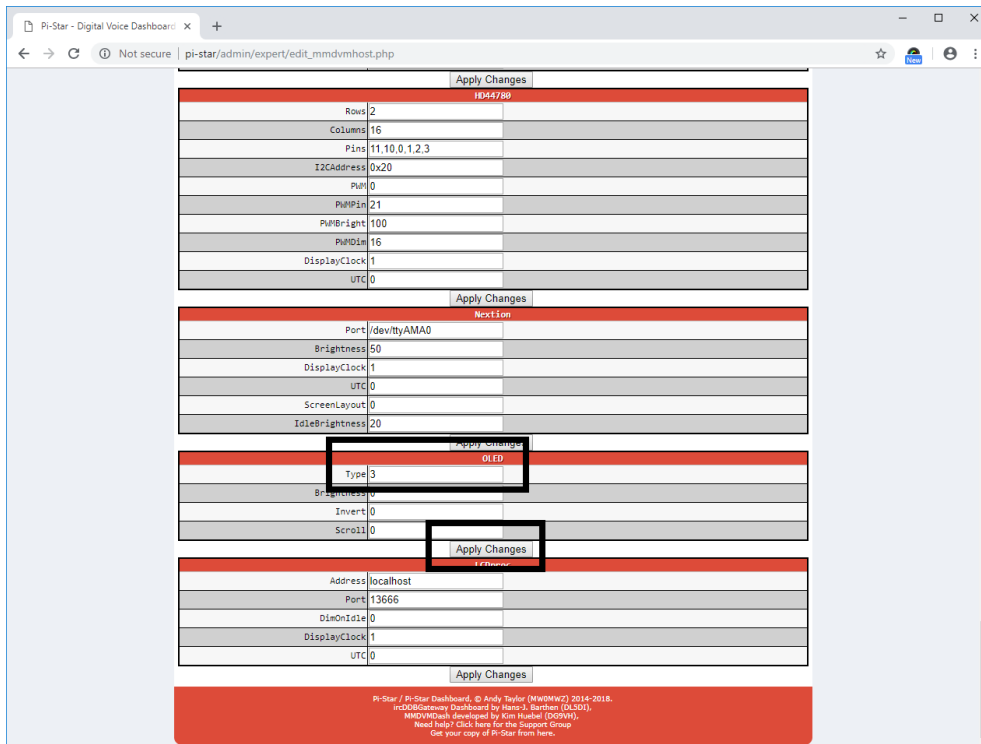 Pi-Star - Digital Voice Dashboard
Not secure pi-star/admin/expert/edit_mmdvmhost.php
New
Apply Changes
HD44780
Rows 2
Columns 16
Pins 11,10,0,1,2,3
I2CAddress 0x20
PWM 0
PWMPin 21
PWMBright 100
PWMDim 16
DisplayClock 1
UTC 0
Apply Changes
Nextion
Port /dev/ttyAMA0
Brightness 50
DisplayClock 1
UTC 0
ScreenLayout 0
IdleBrightness 20
Apply Changes
OLED
Type 3
Brightness 0
Invert 0
Scroll 0
Apply Changes
LCDproc
Address localhost
Port 13666
DimOnIdle 0
DisplayClock 1
UTC 0
Apply Changes
Pi-Star / Pi-Star Dashboard, © Andy Taylor (MW0MWZ) 2014-2018.
ircDDBGateway Dashboard by Hans-J. Barthen (DL5DI),
MMDVMDash developed by Kim Huebel (DG9VH),
Need help? Click here for the Support Group
Get your copy of Pi-Star from here.